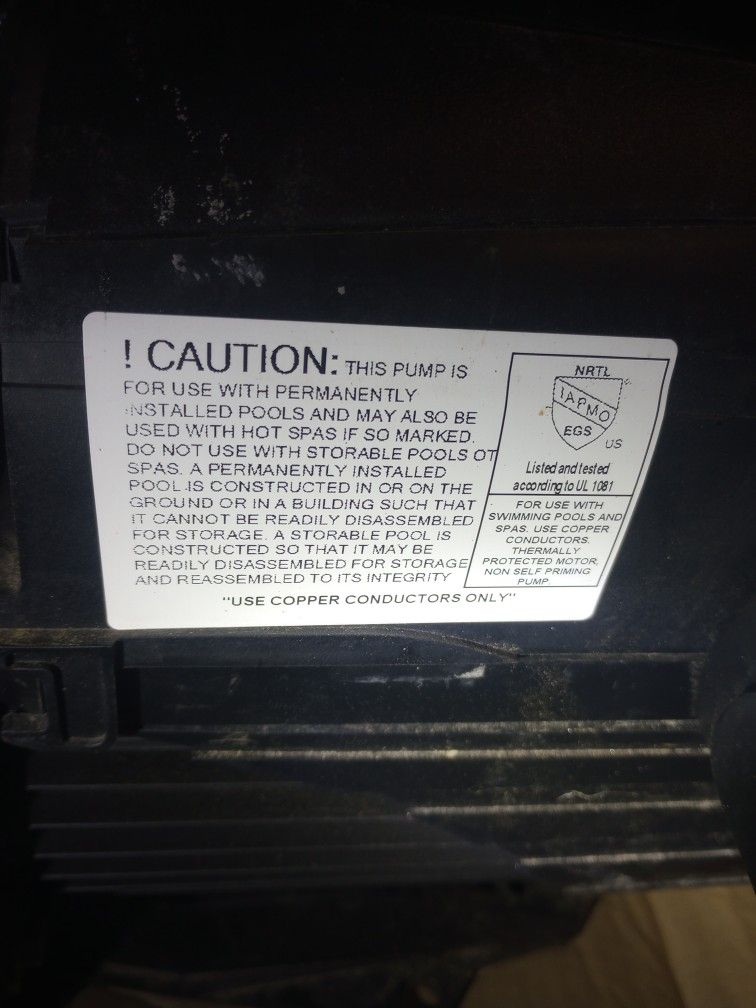 ! CAUTION: THIS PUMP IS
FOR USE WITH PERMANENTLY
INSTALLED POOLS AND MAY ALSO BE
USED WITH HOT SPAS IF SO MARKED.
DO NOT USE WITH STORABLE POOLS OT
SPAS. A PERMANENTLY INSTALLED
POOL.IS CONSTRUCTED IN OR ON THE
GROUND OR IN A BUILDING SUCH THAT
IT CANNOT BE READILY DISASSEMBLED
FOR STORAGE. A STORABLE POOL IS
CONSTRUCTED SO THAT IT MAY BE
READILY DISASSEMBLED FOR STORAGE
AND REASSEMBLED TO ITS INTEGRITY
"USE COPPER CONDUCTORS ONLY"
NRTL
IAPMO
EGS
US
Listed and tested
according to UL 1081
FOR USE WITH
SWIMMING POOLS AND
SPAS. USE COPPER
CONDUCTORS.
THERMALLY
PROTECTED MOTOR,
NON SELF PRIMING
PUMP.